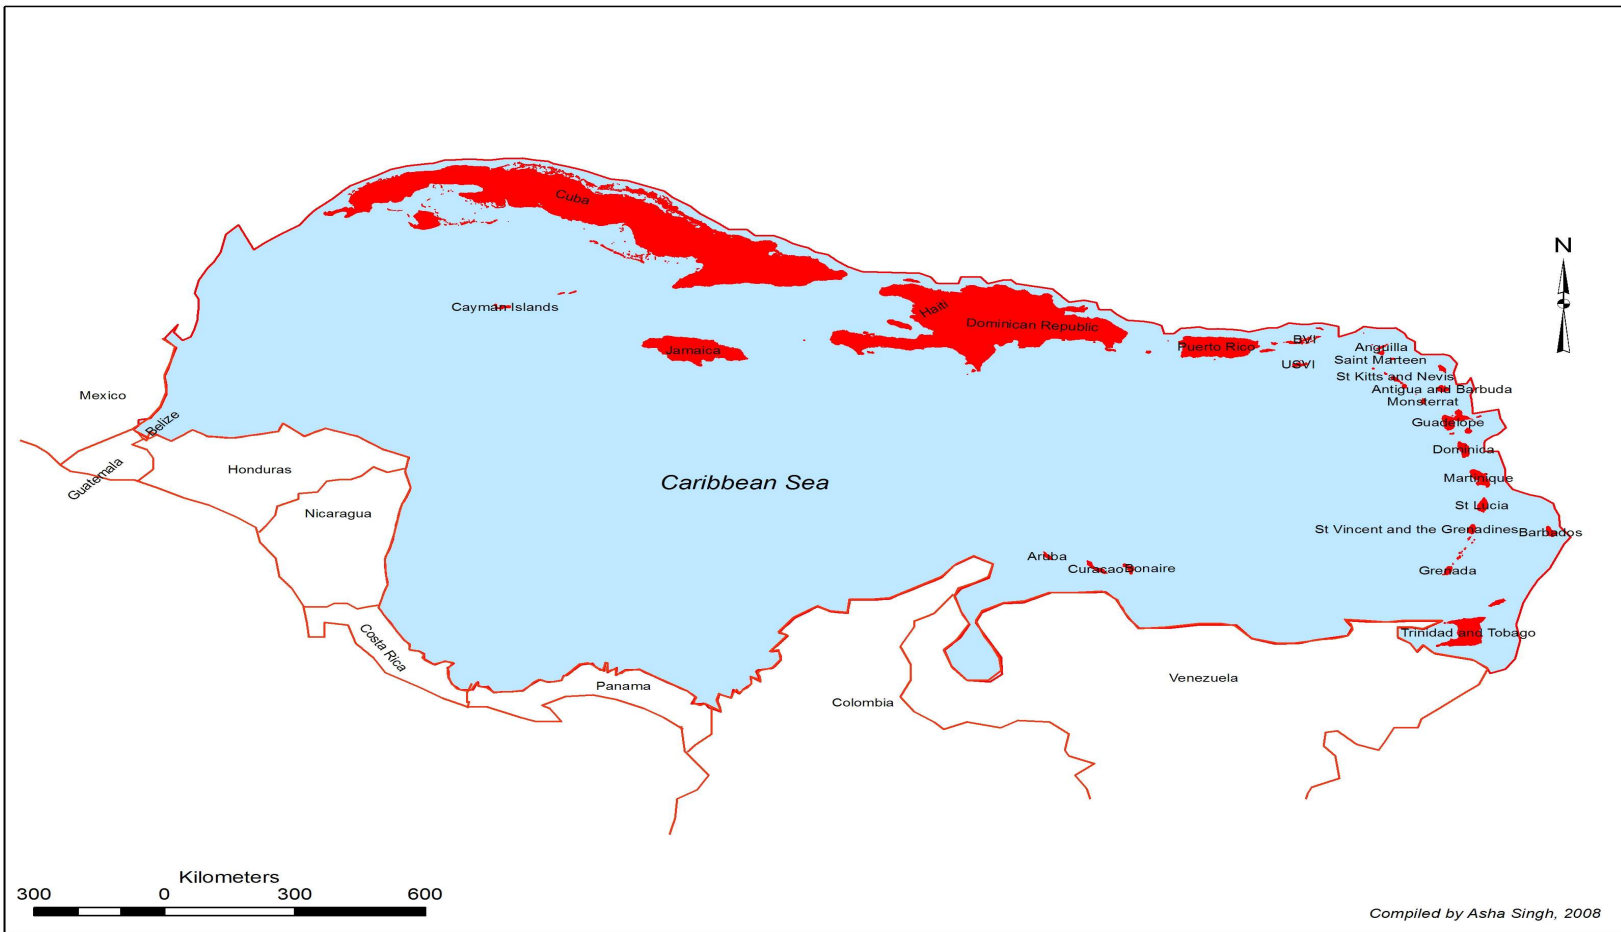 Cuba
N
Cayman Islands
Haiti
Dominican Republic
Jamaica
Puerto Rico
BVI
USVI
Anguilla
Saint Marteen
St Kitts and Nevis
Antigua and Barbuda
Monsterrat
Guadelope
Dominica
Martinique
St Lucia
St Vincent and the Grenadines
Barbados
Grenada
Trinidad and Tobago
Mexico
Belize
Guatemala
Honduras
Nicaragua
Caribbean Sea
Aruba
Curacao
Bonaire
Costa Rica
Panama
Colombia
Venezuela
Kilometers
300 0 300 600
Compiled by Asha Singh, 2008